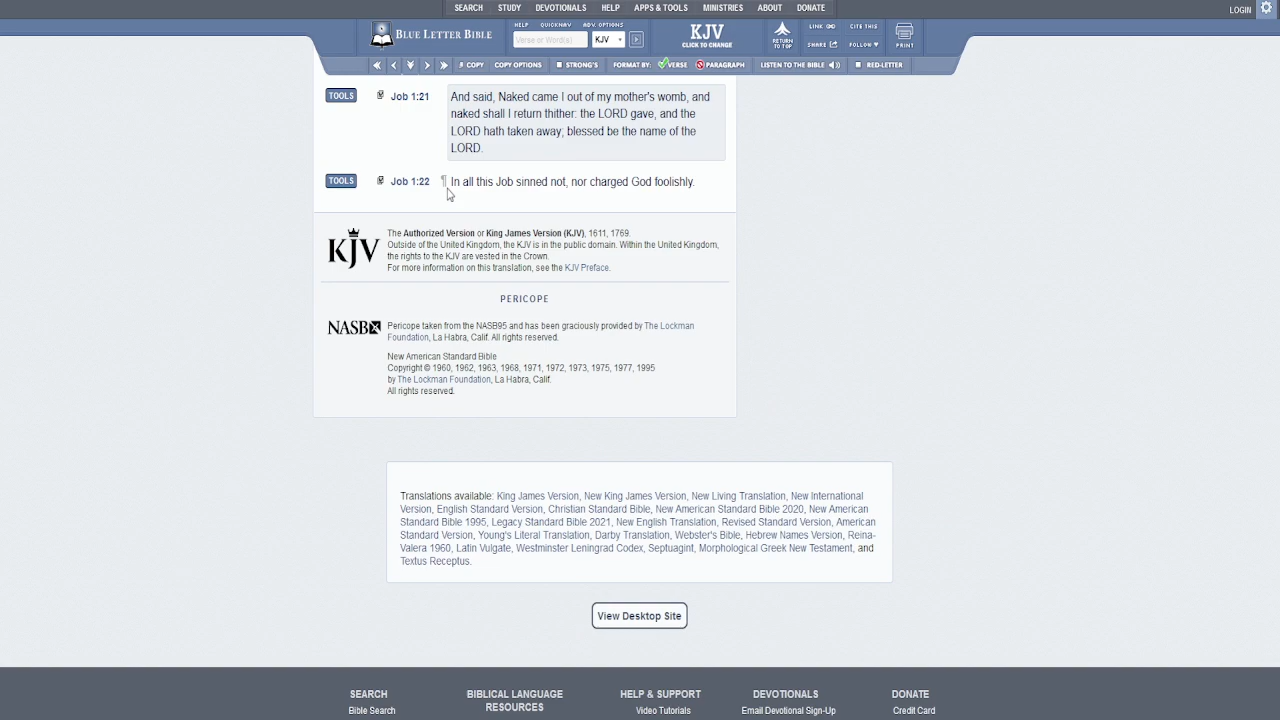 SEARCH STUDY DEVOTIONALS HELP APPS & TOOLS MINISTRIES ABOUT DONATE LOGIN
BLUE LETTER BIBLE
HELP QUICKNAV ADV. OPTIONS
Verse or Word(s) KJV
KJV
CLICK TO CHANGE
RETURN
TO TOP
LINK
SHARE
CITE THIS
FOLLOW
PRINT
COPY COPY OPTIONS STRONG'S FORMAT BY: VERSE PARAGRAPH LISTEN TO THE BIBLE RED-LETTER
TOOLS Job 1:21 And said, Naked came I out of my mother's womb, and
naked shall I return thither: the LORD gave, and the
LORD hath taken away; blessed be the name of the
LORD.
TOOLS Job 1:22 ¶ In all this Job sinned not, nor charged God foolishly.
KJV
The Authorized Version or King James Version (KJV), 1611, 1769.
Outside of the United Kingdom, the KJV is in the public domain. Within the United Kingdom,
the rights to the KJV are vested in the Crown.
For more information on this translation, see the KJV Preface.
PERICOPE
NASB
Pericope taken from the NASB95 and has been graciously provided by The Lockman
Foundation, La Habra, Calif. All rights reserved.
New American Standard Bible
Copyright © 1960, 1962, 1963, 1968, 1971, 1972, 1973, 1975, 1977, 1995
by The Lockman Foundation, La Habra, Calif.
All rights reserved.
Translations available: King James Version, New King James Version, New Living Translation, New International
Version, English Standard Version, Christian Standard Bible, New American Standard Bible 2020, New American
Standard Bible 1995, Legacy Standard Bible 2021, New English Translation, Revised Standard Version, American
Standard Version, Young's Literal Translation, Darby Translation, Webster's Bible, Hebrew Names Version, Reina-
Valera 1960, Latin Vulgate, Westminster Leningrad Codex, Septuagint, Morphological Greek New Testament, and
Textus Receptus.
View Desktop Site
SEARCH
Bible Search
BIBLICAL LANGUAGE
RESOURCES
HELP & SUPPORT
Video Tutorials
DEVOTIONALS
Email Devotional Sign-Up
DONATE
Credit Card